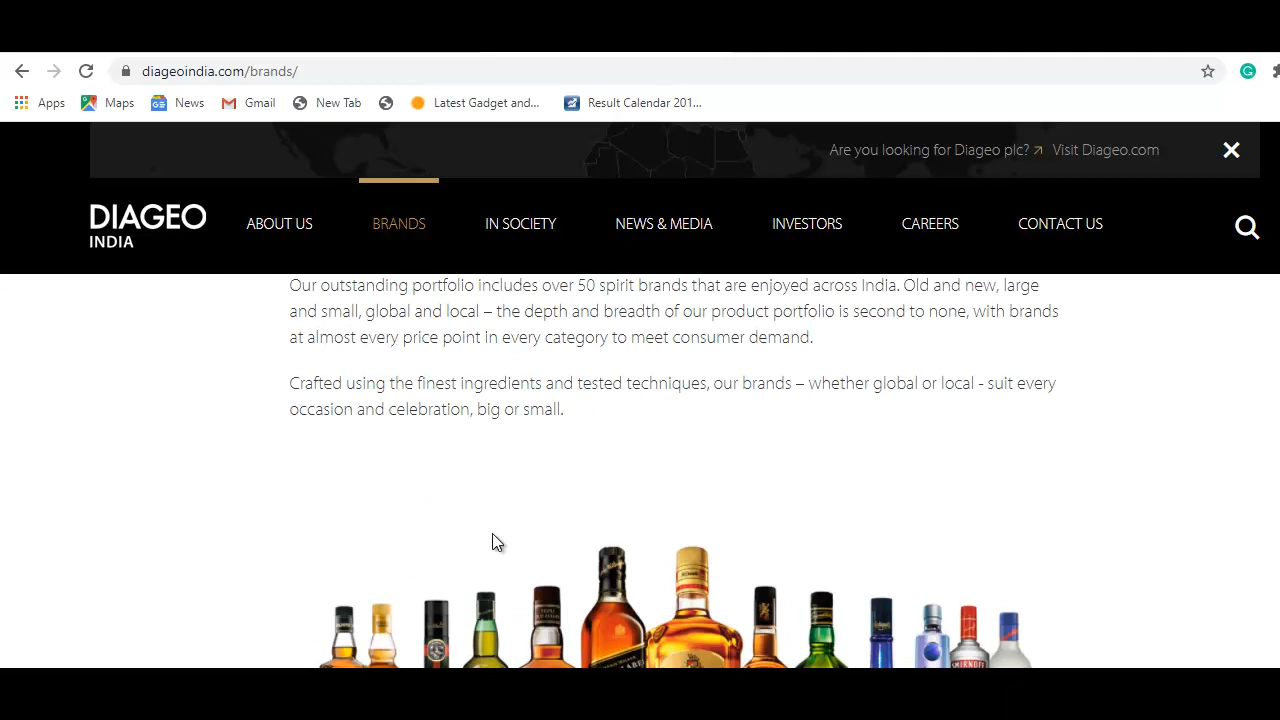 diageoindia.com/brands/
Apps Maps News Gmail New Tab Latest Gadget and... Result Calendar 201...
Are you looking for Diageo plc? Visit Diageo.com
DIAGEO
INDIA
ABOUT US BRANDS IN SOCIETY NEWS & MEDIA INVESTORS CAREERS CONTACT US
Our outstanding portfolio includes over 50 spirit brands that are enjoyed across India. Old and new, large
and small, global and local – the depth and breadth of our product portfolio is second to none, with brands
at almost every price point in every category to meet consumer demand.
Crafted using the finest ingredients and tested techniques, our brands – whether global or local - suit every
occasion and celebration, big or small.
SMIRNOFF